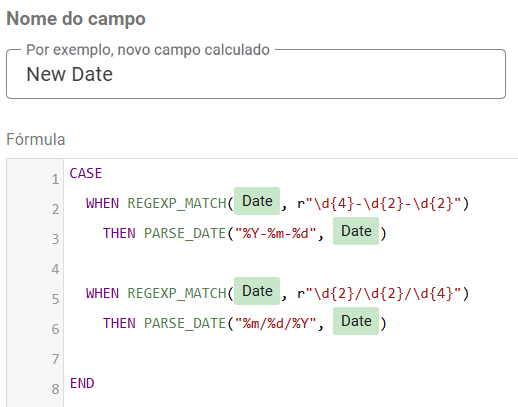 Nome do campo
Por exemplo, novo campo calculado
New Date
Fórmula
1 CASE
2 WHEN REGEXP_MATCH(Date, r"\d{4}-\d{2}-\d{2}")
3 THEN PARSE_DATE("%Y-%m-%d", Date)
4
5 WHEN REGEXP_MATCH(Date, r"\d{2}/\d{2}/\d{4}")
6 THEN PARSE_DATE("%m/%d/%Y", Date)
7
8 END